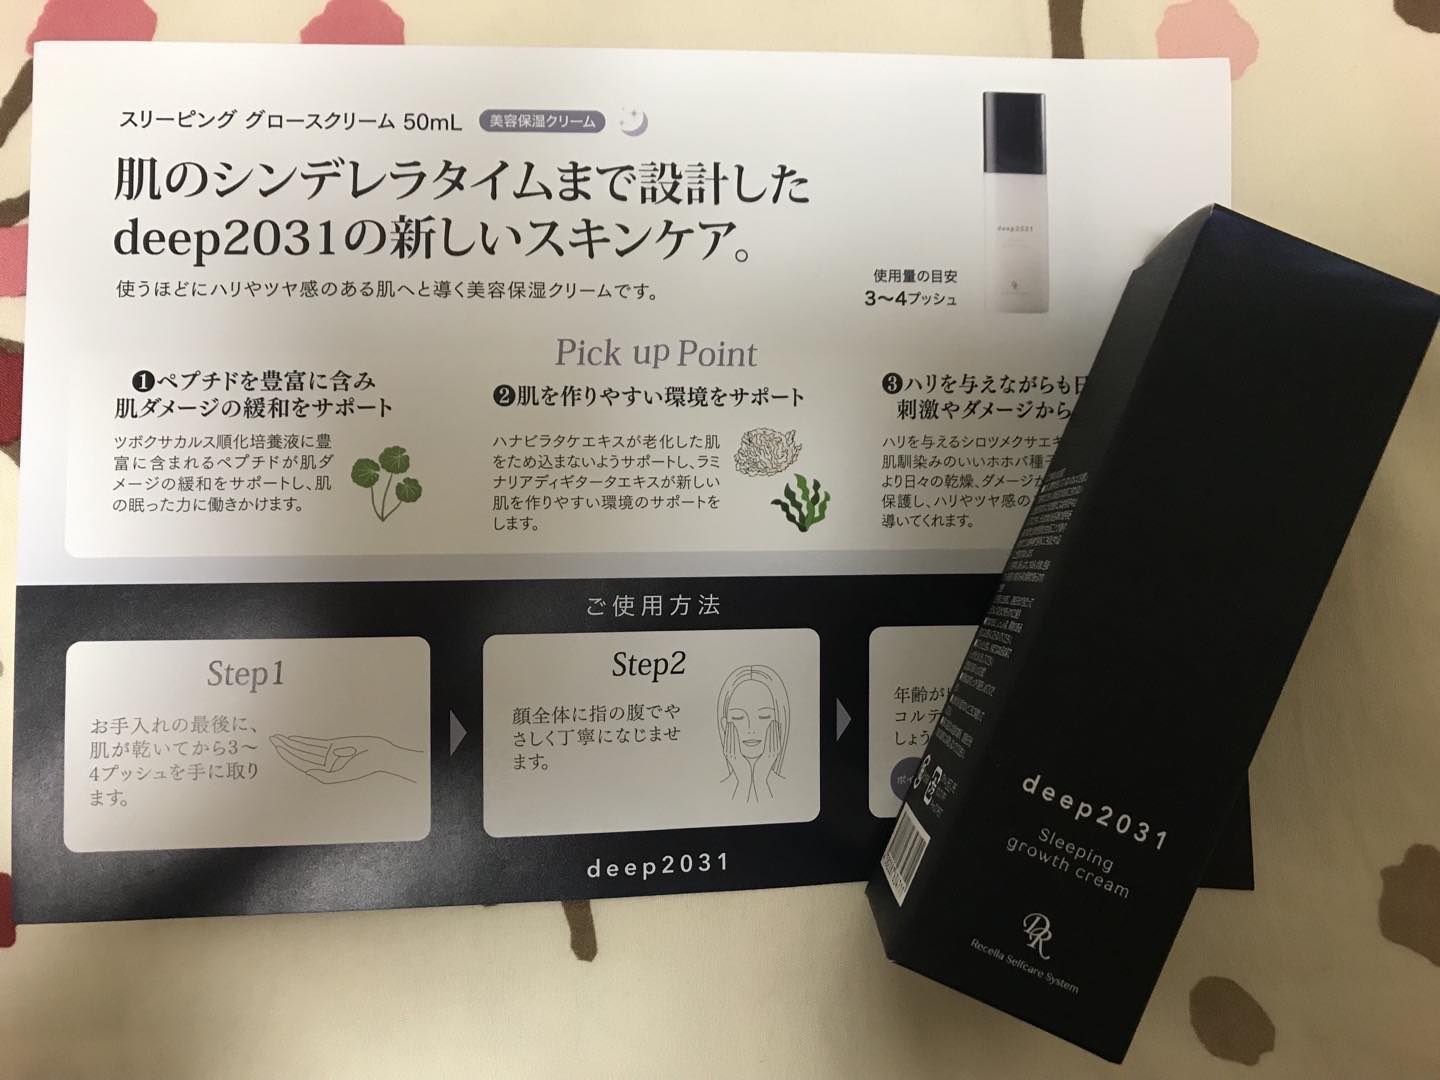 スリーピング グロースクリーム 50mL 美容保湿クリーム
肌のシンデレラタイムまで設計した
deep2031の新しいスキンケア。
使うほどにハリやツヤ感のある肌へと導く美容保湿クリームです。
deep2031
使用量の目安
3〜4プッシュ
Pick up Point
❶ペプチドを豊富に含み
肌ダメージの緩和をサポート
ツボクサカルス順化培養液に豊
富に含まれるペプチドが肌ダ
メージの緩和をサポートし、肌
の眠った力に働きかけます。
❷肌を作りやすい環境をサポート
ハナビラタケエキスが老化した肌
をため込まないようサポートし、ラミ
ナリアディギタータエキスが新しい
肌を作りやすい環境のサポートを
します。
❸ハリを与えながらも
刺激やダメージから
ハリを与えるシロツメクサエキ
肌馴染みのいいホホバ種子
より日々の乾燥、ダメージか
保護し、ハリやツヤ感の
導いてくれます。
ご使用方法
Step1
お手入れの最後に、
肌が乾いてから3〜
4プッシュを手に取り
ます。
Step2
顔全体に指の腹でや
さしく丁寧になじませ
ます。
年齢が
コルテ
しょう
deep2031
deep2031
Sleeping
growth cream
DR
Recella Selfcare System